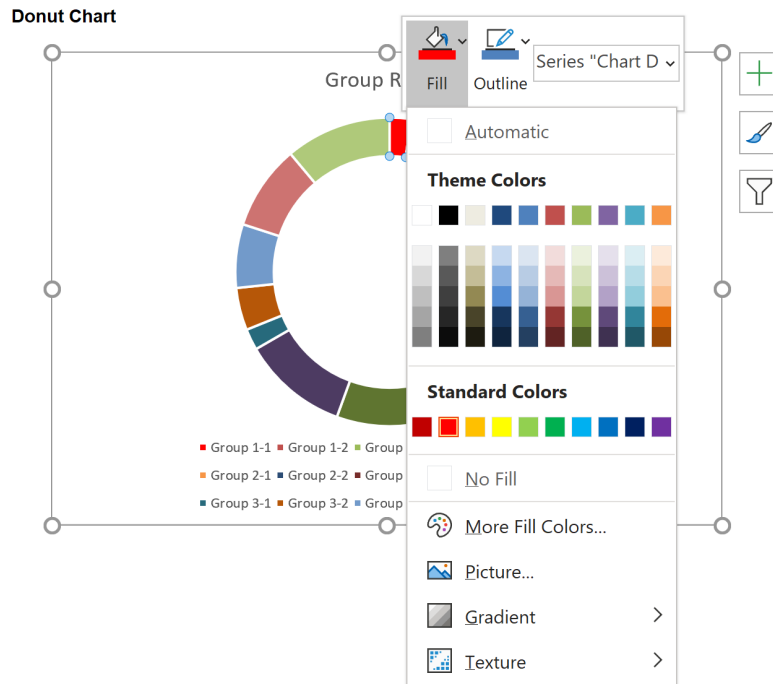 Donut Chart
Group R
Fill
Outline
Series "Chart D
Automatic
Theme Colors
Standard Colors
No Fill
More Fill Colors...
Picture...
Gradient
Texture
Group 1-1 Group 1-2 Group
Group 2-1 Group 2-2 Group
Group 3-1 Group 3-2 Group